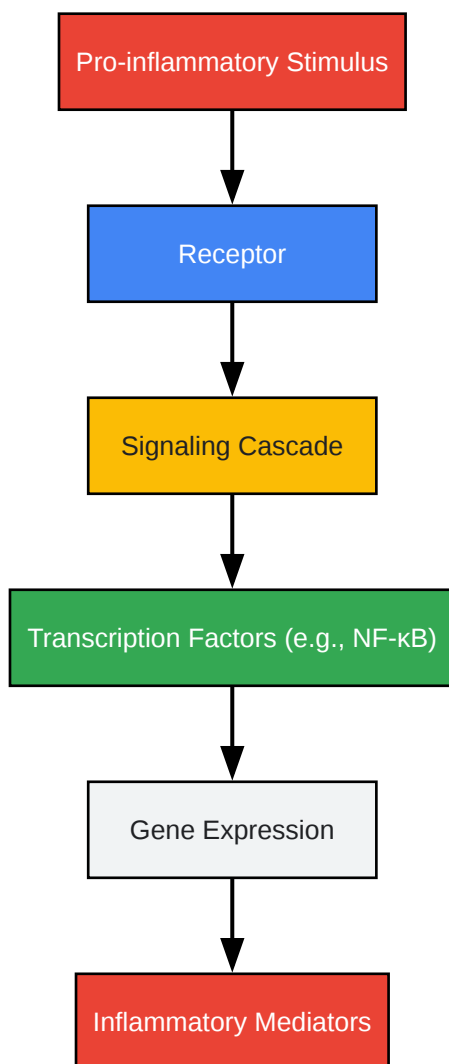 Pro-inflammatory Stimulus
Receptor
Signaling Cascade
Transcription Factors (e.g., NF-κB)
Gene Expression
Inflammatory Mediators